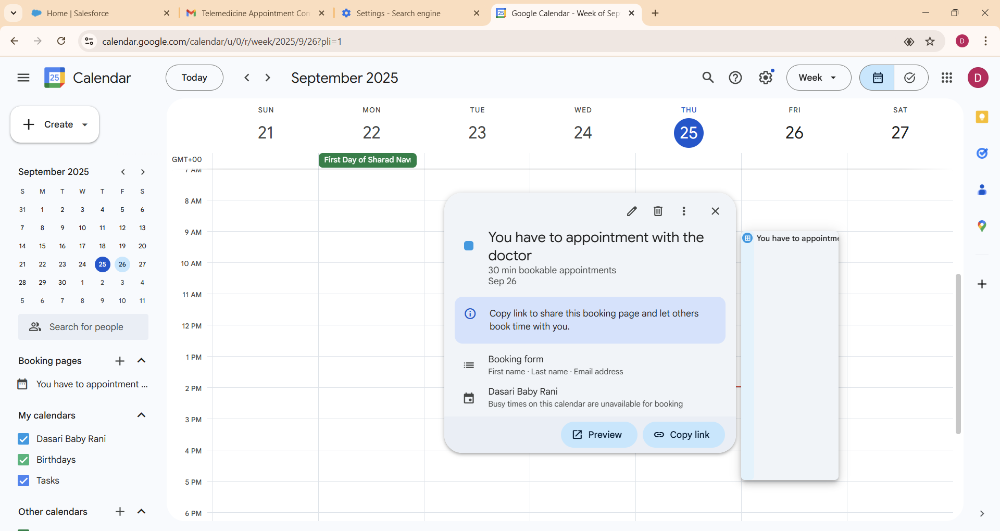 Home | Salesforce
Telemedicine Appointment Con
Settings - Search engine
Google Calendar - Week of Sep
calendar.google.com/calendar/u/0/r/week/2025/9/26?pli=1
D
25
Calendar
Today
September 2025
Week
D
Create
SUN MON TUE WED THU FRI SAT
21 22 23 24 25 26 27
GMT+00
First Day of Sharad Nav
7 AM
8 AM
9 AM
10 AM
11 AM
12 PM
1 PM
2 PM
3 PM
4 PM
5 PM
6 PM
September 2025
S M T W T F S
31 1 2 3 4 5 6
7 8 9 10 11 12 13
14 15 16 17 18 19 20
21 22 23 24 25 26 27
28 29 30 1 2 3 4
5 6 7 8 9 10 11
Search for people
Booking pages
You have to appointment ...
My calendars
Dasari Baby Rani
Birthdays
Tasks
Other calendars
You have to appointment with the
doctor
30 min bookable appointments
Sep 26
Copy link to share this booking page and let others
book time with you.
Booking form
First name · Last name · Email address
Dasari Baby Rani
Busy times on this calendar are unavailable for booking
Preview
Copy link
You have to appointme